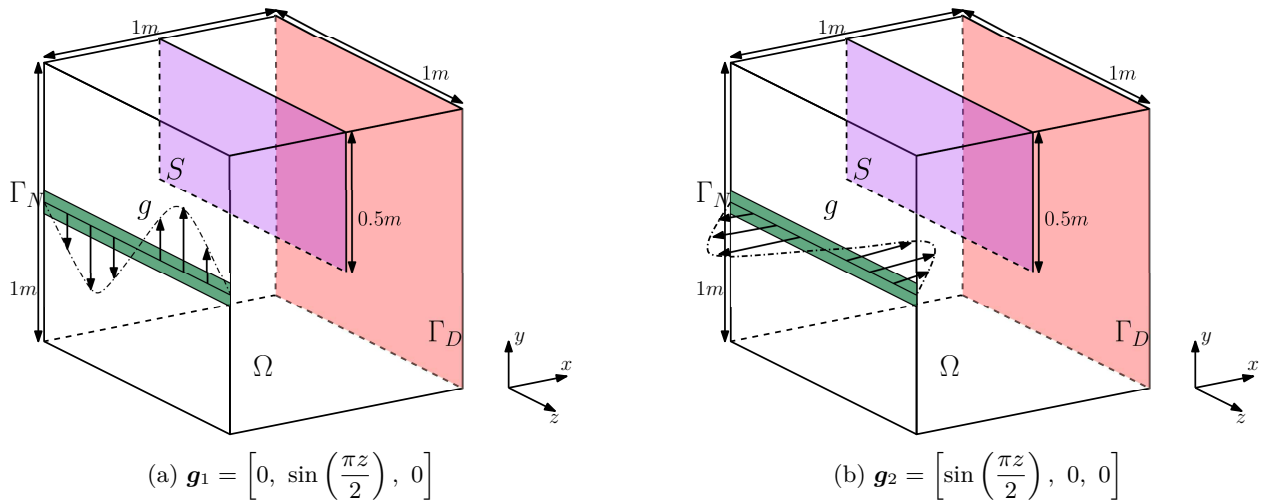 1m
1m
S
Γ_N
g
0.5m
1m
Γ_D
Ω
y
x
z
(a) g₁ = [0, sin(πz/2), 0]
1m
1m
S
Γ_N
g
0.5m
1m
Γ_D
Ω
y
x
z
(b) g₂ = [sin(πz/2), 0, 0]